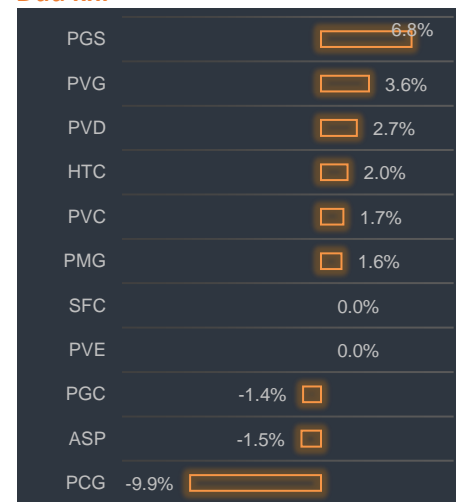 PGS 6.8%
PVG 3.6%
PVD 2.7%
HTC 2.0%
PVC 1.7%
PMG 1.6%
SFC 0.0%
PVE 0.0%
PGC -1.4%
ASP -1.5%
PCG -9.9%